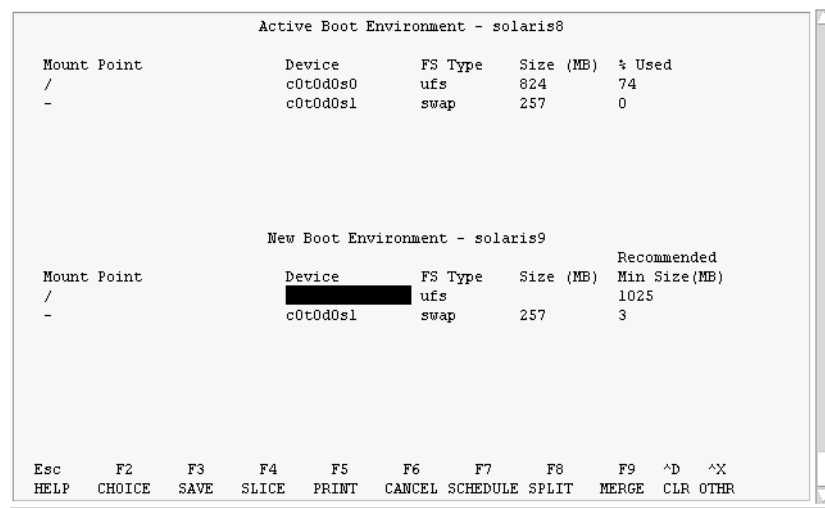 Active Boot Environment - solaris8
Mount Point Device FS Type Size (MB) % Used
/ c0t0d0s0 ufs 824 74
- c0t0d0s1 swap 257 0
New Boot Environment - solaris9
Recommended
Mount Point Device FS Type Size (MB) Min Size(MB)
/ ufs 1025
- c0t0d0s1 swap 257 3
Esc F2 F3 F4 F5 F6 F7 F8 F9 ^D ^X
HELP CHOICE SAVE SLICE PRINT CANCEL SCHEDULE SPLIT MERGE CLR OTHR